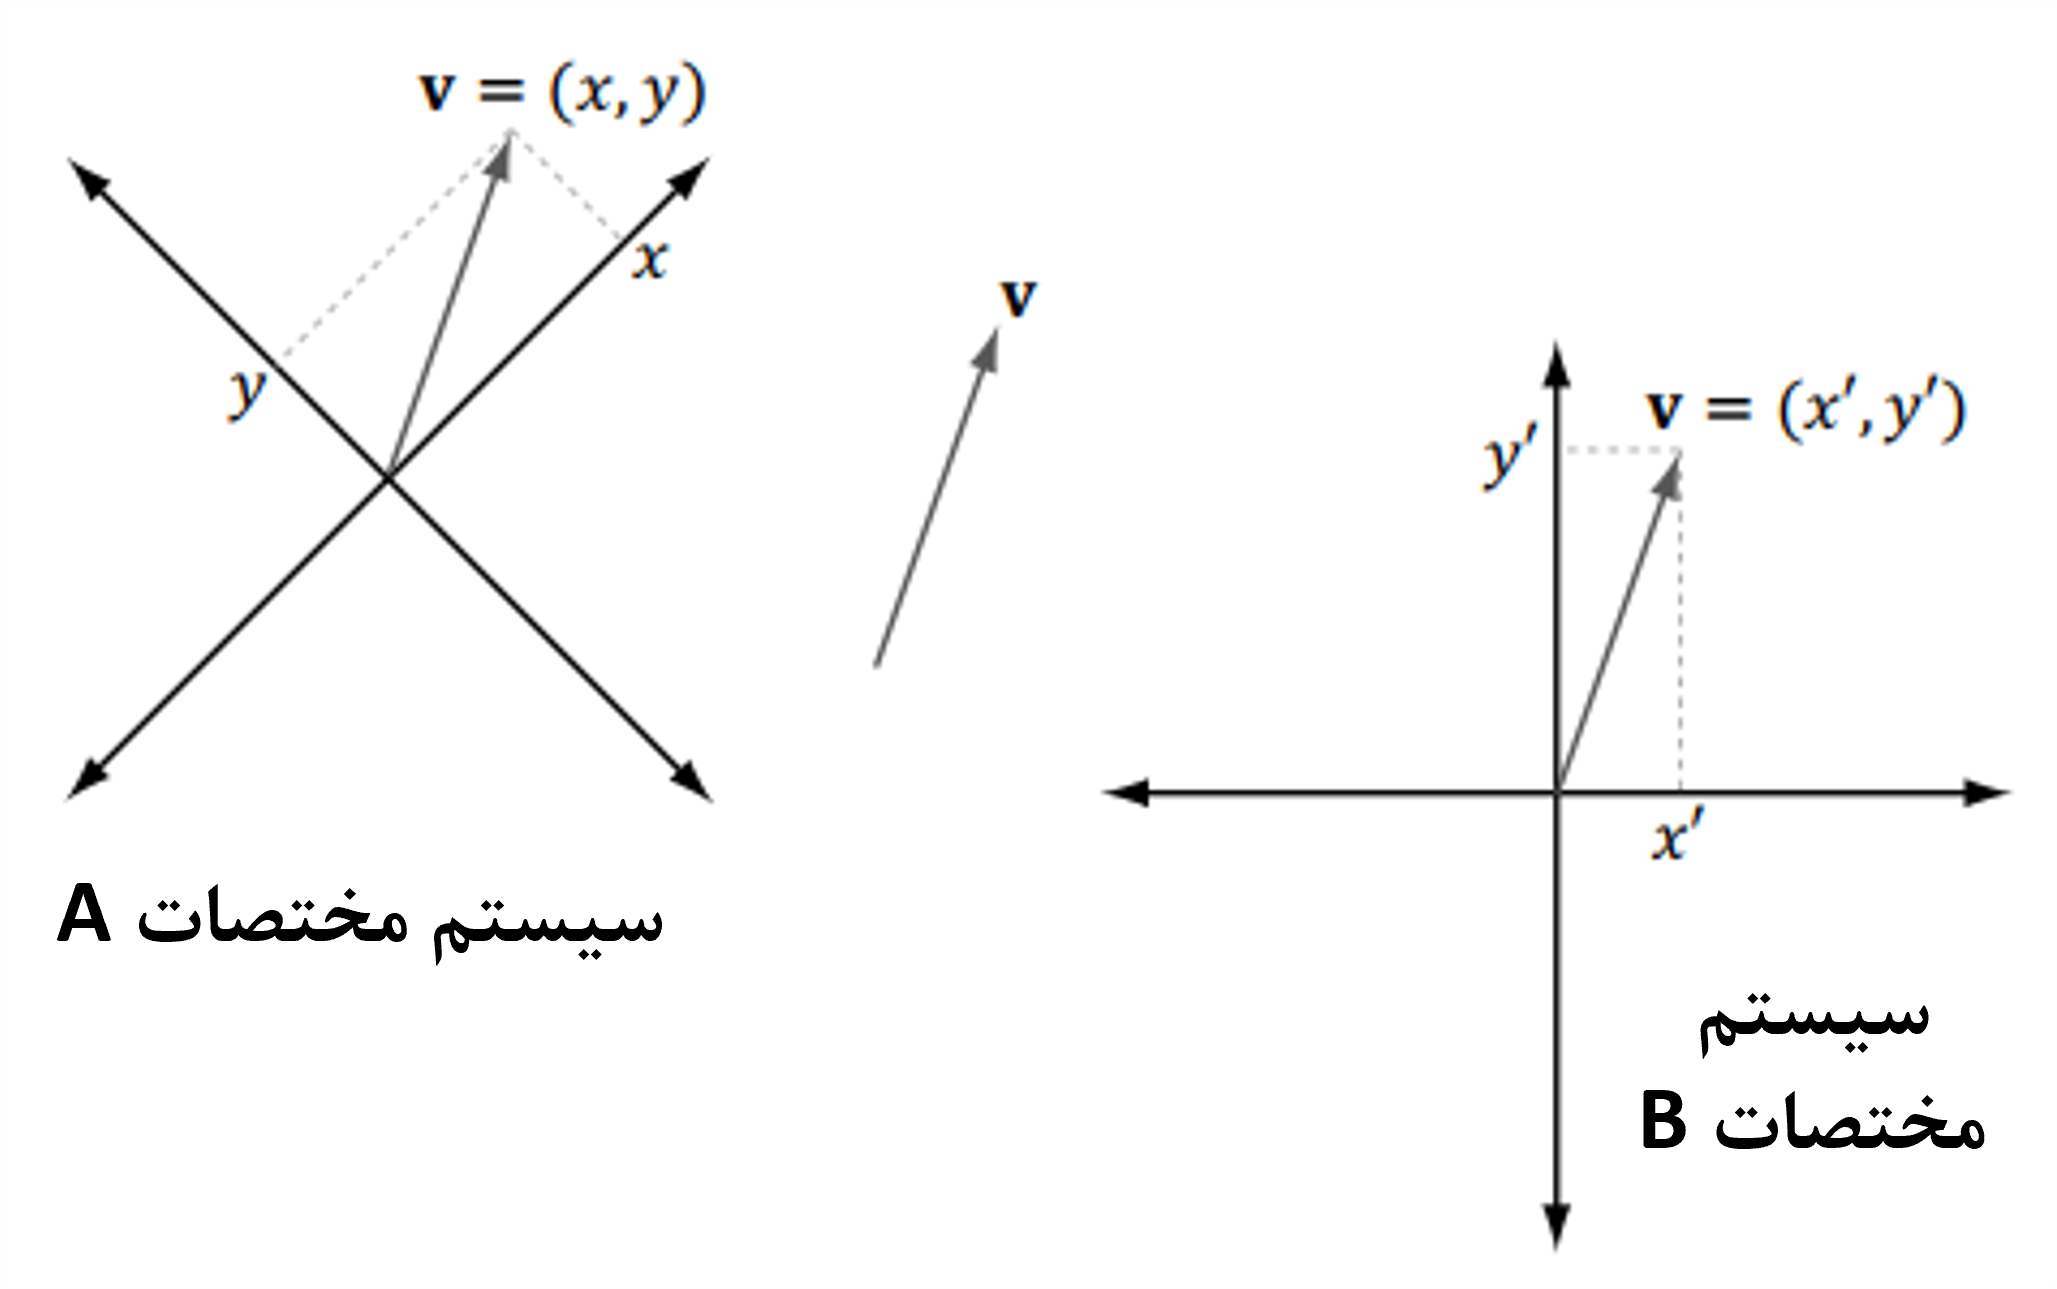 v = (x, y)
x
y
سیستم مختصات A
v
v = (x′, y′)
y′
x′
سیستم
مختصات B